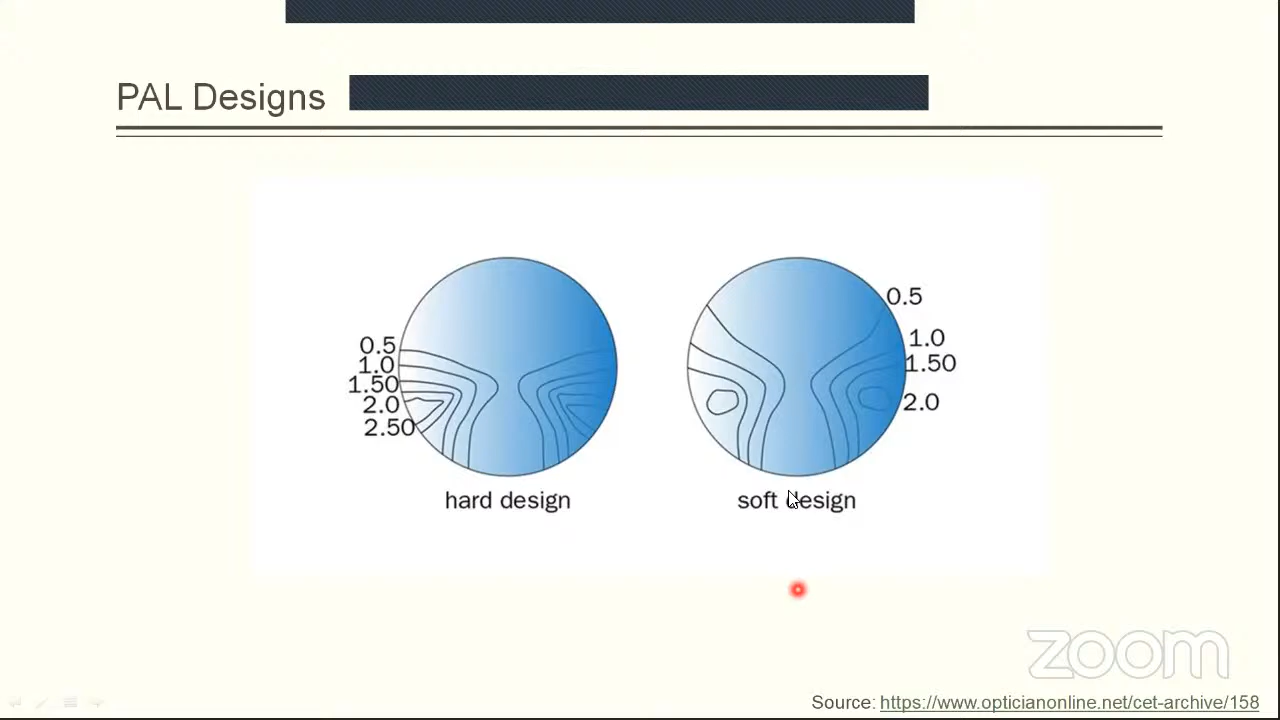 PAL Designs
0.5
1.0
1.50
2.0
2.50
hard design
0.5
1.0
1.50
2.0
soft design
zoom
Source: https://www.opticianonline.net/cet-archive/158